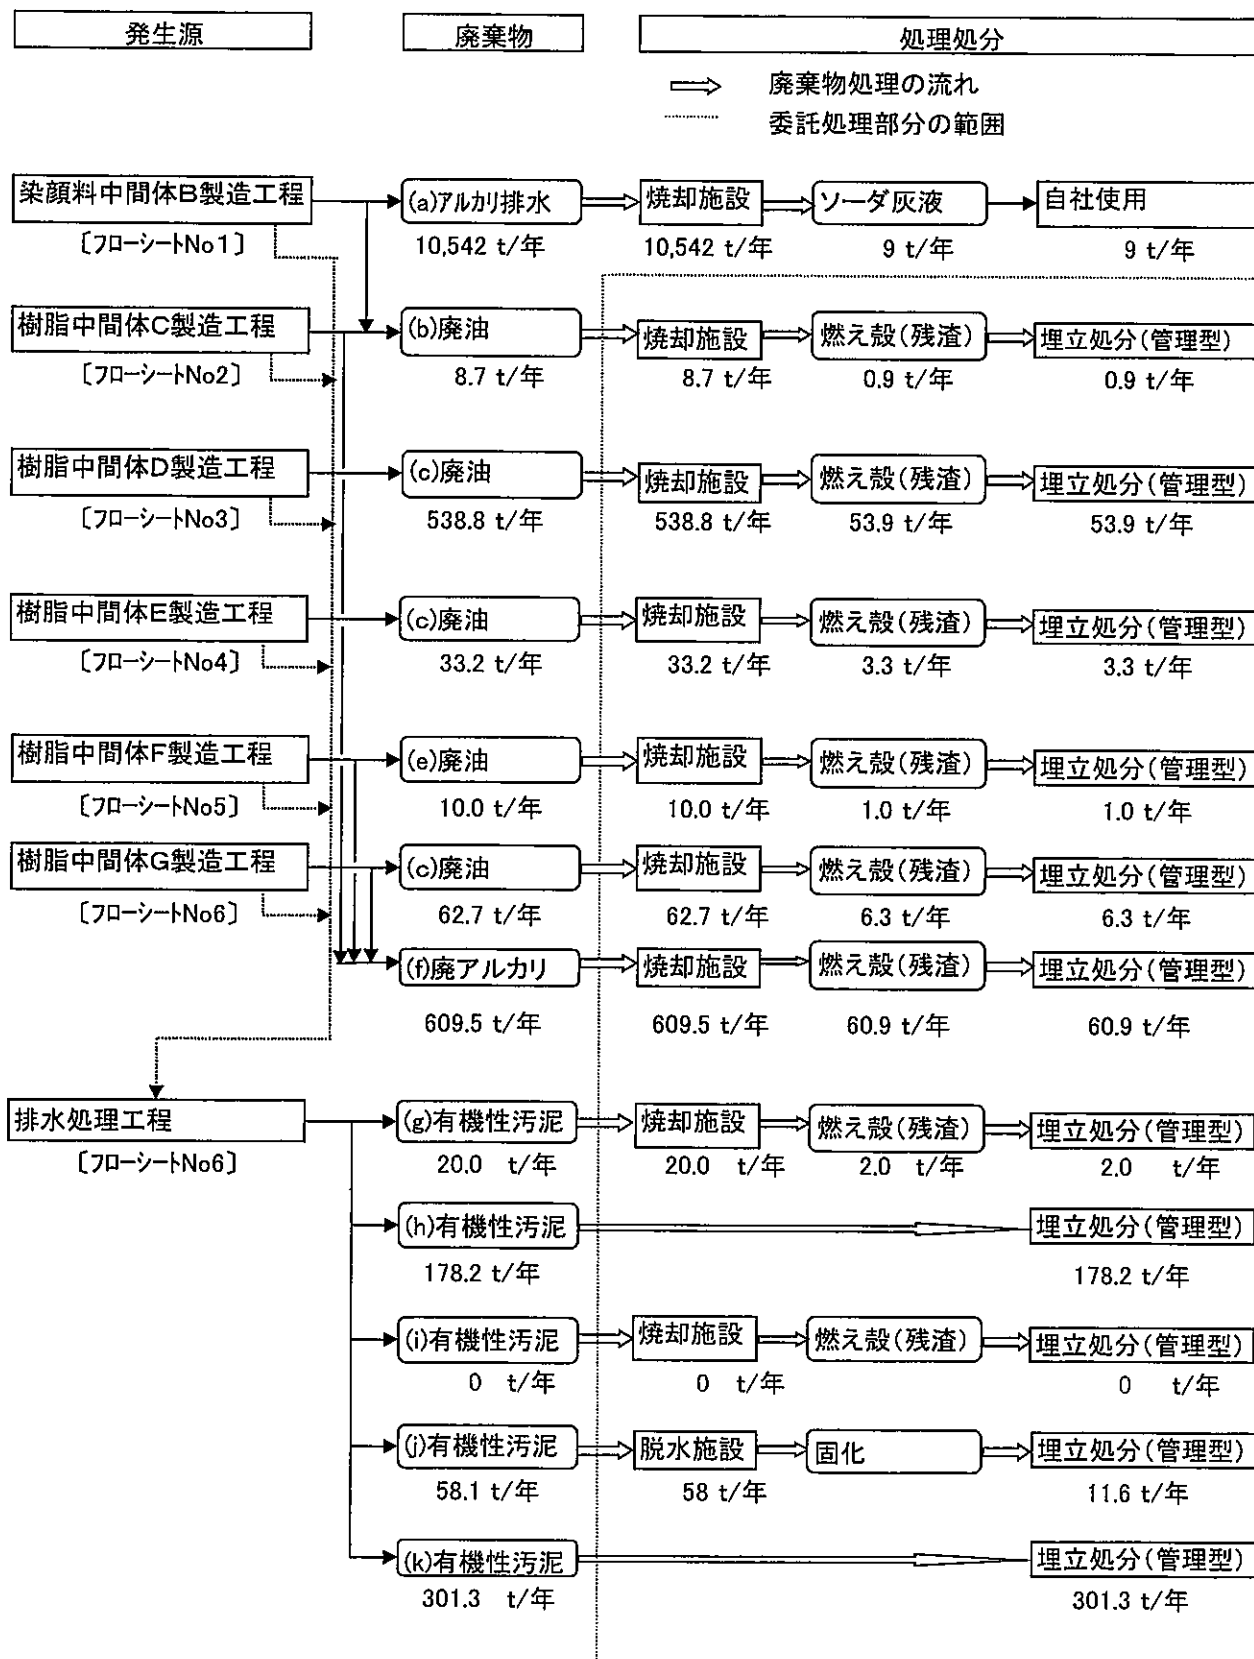 発生源 廃棄物 処理処分
廃棄物処理の流れ
委託処理部分の範囲
染顔料中間体B製造工程 (a)アルカリ排水 焼却施設 ソーダ灰液 自社使用
〔フローシートNo1〕 10,542 t/年 10,542 t/年 9 t/年 9 t/年
樹脂中間体C製造工程 (b)廃油 焼却施設 燃え殻(残渣) 埋立処分(管理型)
〔フローシートNo2〕 8.7 t/年 8.7 t/年 0.9 t/年 0.9 t/年
樹脂中間体D製造工程 (c)廃油 焼却施設 燃え殻(残渣) 埋立処分(管理型)
〔フローシートNo3〕 538.8 t/年 538.8 t/年 53.9 t/年 53.9 t/年
樹脂中間体E製造工程 (c)廃油 焼却施設 燃え殻(残渣) 埋立処分(管理型)
〔フローシートNo4〕 33.2 t/年 33.2 t/年 3.3 t/年 3.3 t/年
樹脂中間体F製造工程 (e)廃油 焼却施設 燃え殻(残渣) 埋立処分(管理型)
〔フローシートNo5〕 10.0 t/年 10.0 t/年 1.0 t/年 1.0 t/年
樹脂中間体G製造工程 (c)廃油 焼却施設 燃え殻(残渣) 埋立処分(管理型)
〔フローシートNo6〕 62.7 t/年 62.7 t/年 6.3 t/年 6.3 t/年
(f)廃アルカリ 焼却施設 燃え殻(残渣) 埋立処分(管理型)
609.5 t/年 609.5 t/年 60.9 t/年 60.9 t/年
排水処理工程 (g)有機性汚泥 焼却施設 燃え殻(残渣) 埋立処分(管理型)
〔フローシートNo6〕 20.0 t/年 20.0 t/年 2.0 t/年 2.0 t/年
(h)有機性汚泥 埋立処分(管理型)
178.2 t/年 178.2 t/年
(i)有機性汚泥 焼却施設 燃え殻(残渣) 埋立処分(管理型)
0 t/年 0 t/年 0 t/年
(j)有機性汚泥 脱水施設 固化 埋立処分(管理型)
58.1 t/年 58 t/年 11.6 t/年
(k)有機性汚泥 埋立処分(管理型)
301.3 t/年 301.3 t/年